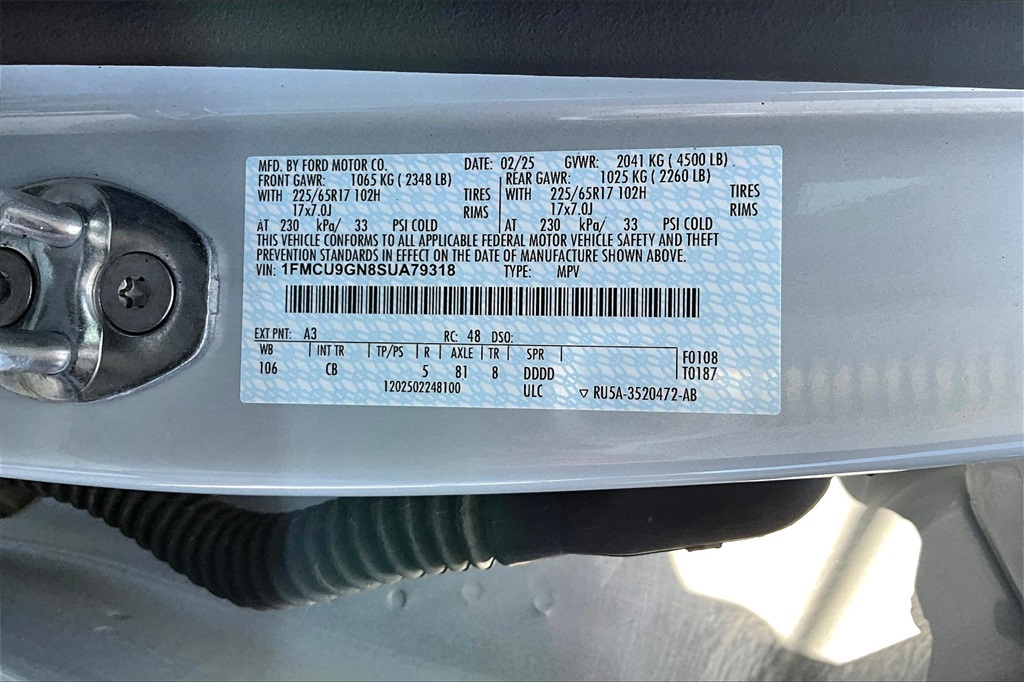 MFD. BY FORD MOTOR CO. DATE: 02/25 GVWR: 2041 KG ( 4500 LB)
FRONT GAWR: 1065 KG ( 2348 LB) REAR GAWR: 1025 KG ( 2260 LB)
WITH 225/65R17 102H TIRES WITH 225/65R17 102H TIRES
17x7.0J RIMS 17x7.0J RIMS
AT 230 kPa/ 33 PSI COLD AT 230 kPa/ 33 PSI COLD
THIS VEHICLE CONFORMS TO ALL APPLICABLE FEDERAL MOTOR VEHICLE SAFETY AND THEFT
PREVENTION STANDARDS IN EFFECT ON THE DATE OF MANUFACTURE SHOWN ABOVE.
VIN: 1FMCU9GN8SUA79318 TYPE: MPV
EXT PNT: A3 RC: 48 DSO:
WB INT TR TP/PS R AXLE TR SPR F0108
106 CB 5 81 8 DDDD T0187
1202502248100 ULC ▽ RU5A-3520472-AB